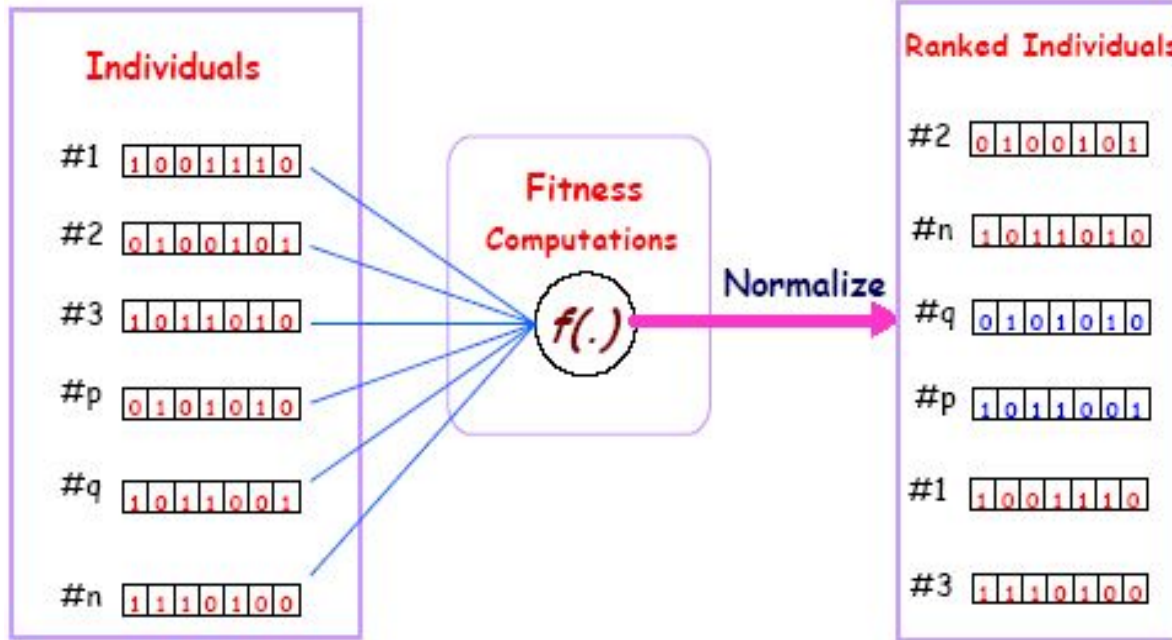 Individuals
#1 1 0 0 1 1 1 0
#2 0 1 0 0 1 0 1
#3 1 0 1 1 0 1 0
#p 0 1 0 1 0 1 0
#q 1 0 1 1 0 0 1
#n 1 1 1 0 1 0 0
Fitness
Computations
f(.)
Normalize
Ranked Individuals
#2 0 1 0 0 1 0 1
#n 1 0 1 1 0 1 0
#q 0 1 0 1 0 1 0
#p 1 0 1 1 0 0 1
#1 1 0 0 1 1 1 0
#3 1 1 1 0 1 0 0